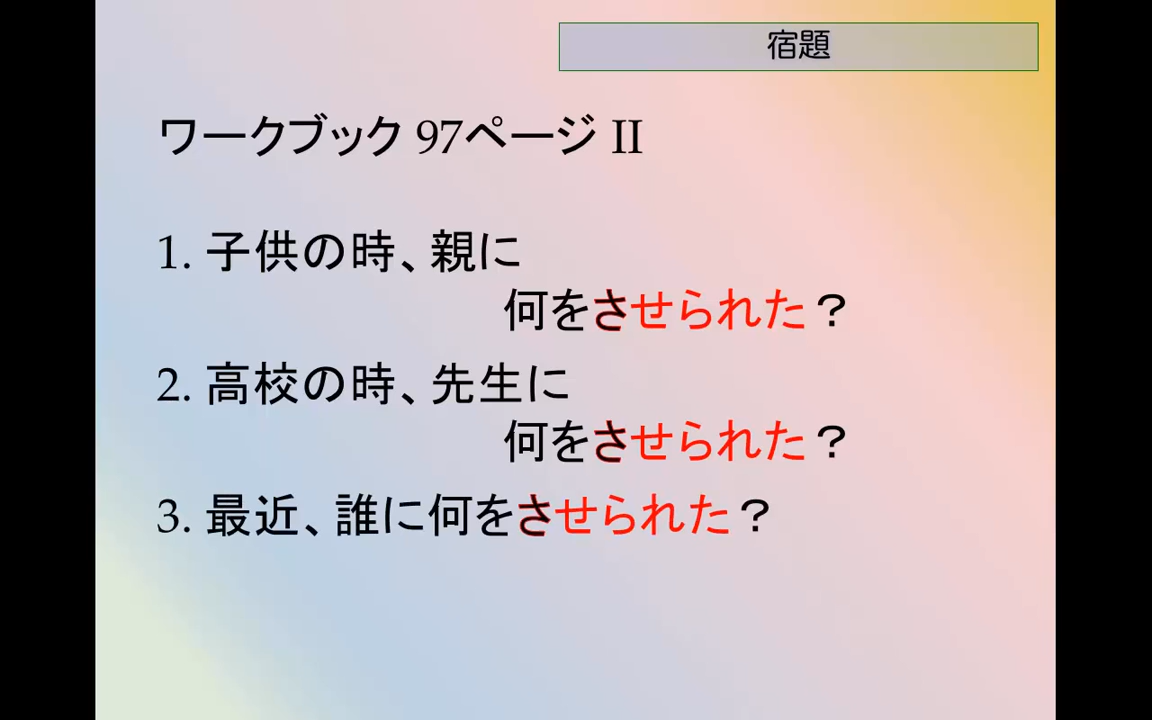 宿題
ワークブック 97ページ II
1. 子供の時、親に
何をさせられた？
2. 高校の時、先生に
何をさせられた？
3. 最近、誰に何をさせられた？